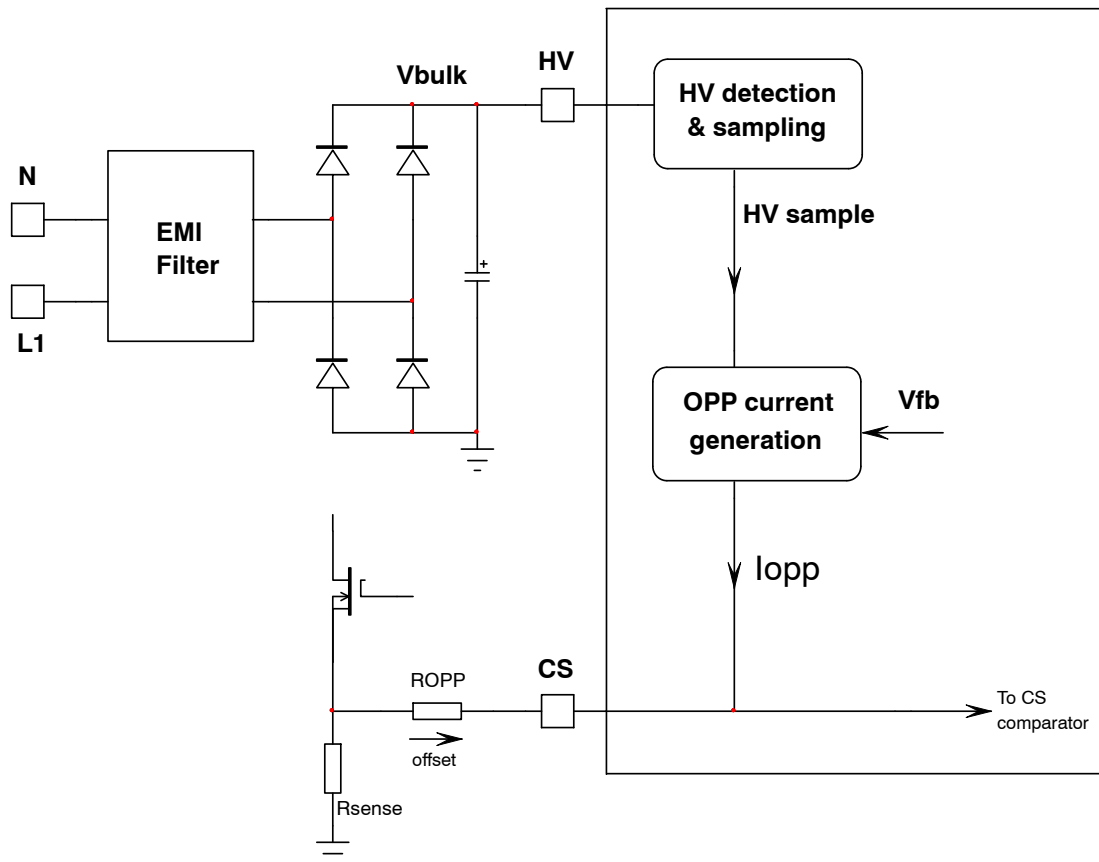 HV
Vbulk
HV detection
& sampling
N
EMI
Filter
HV sample
+
L1
OPP current
generation
Vfb
Iopp
CS
ROPP
To CS
comparator
offset
Rsense